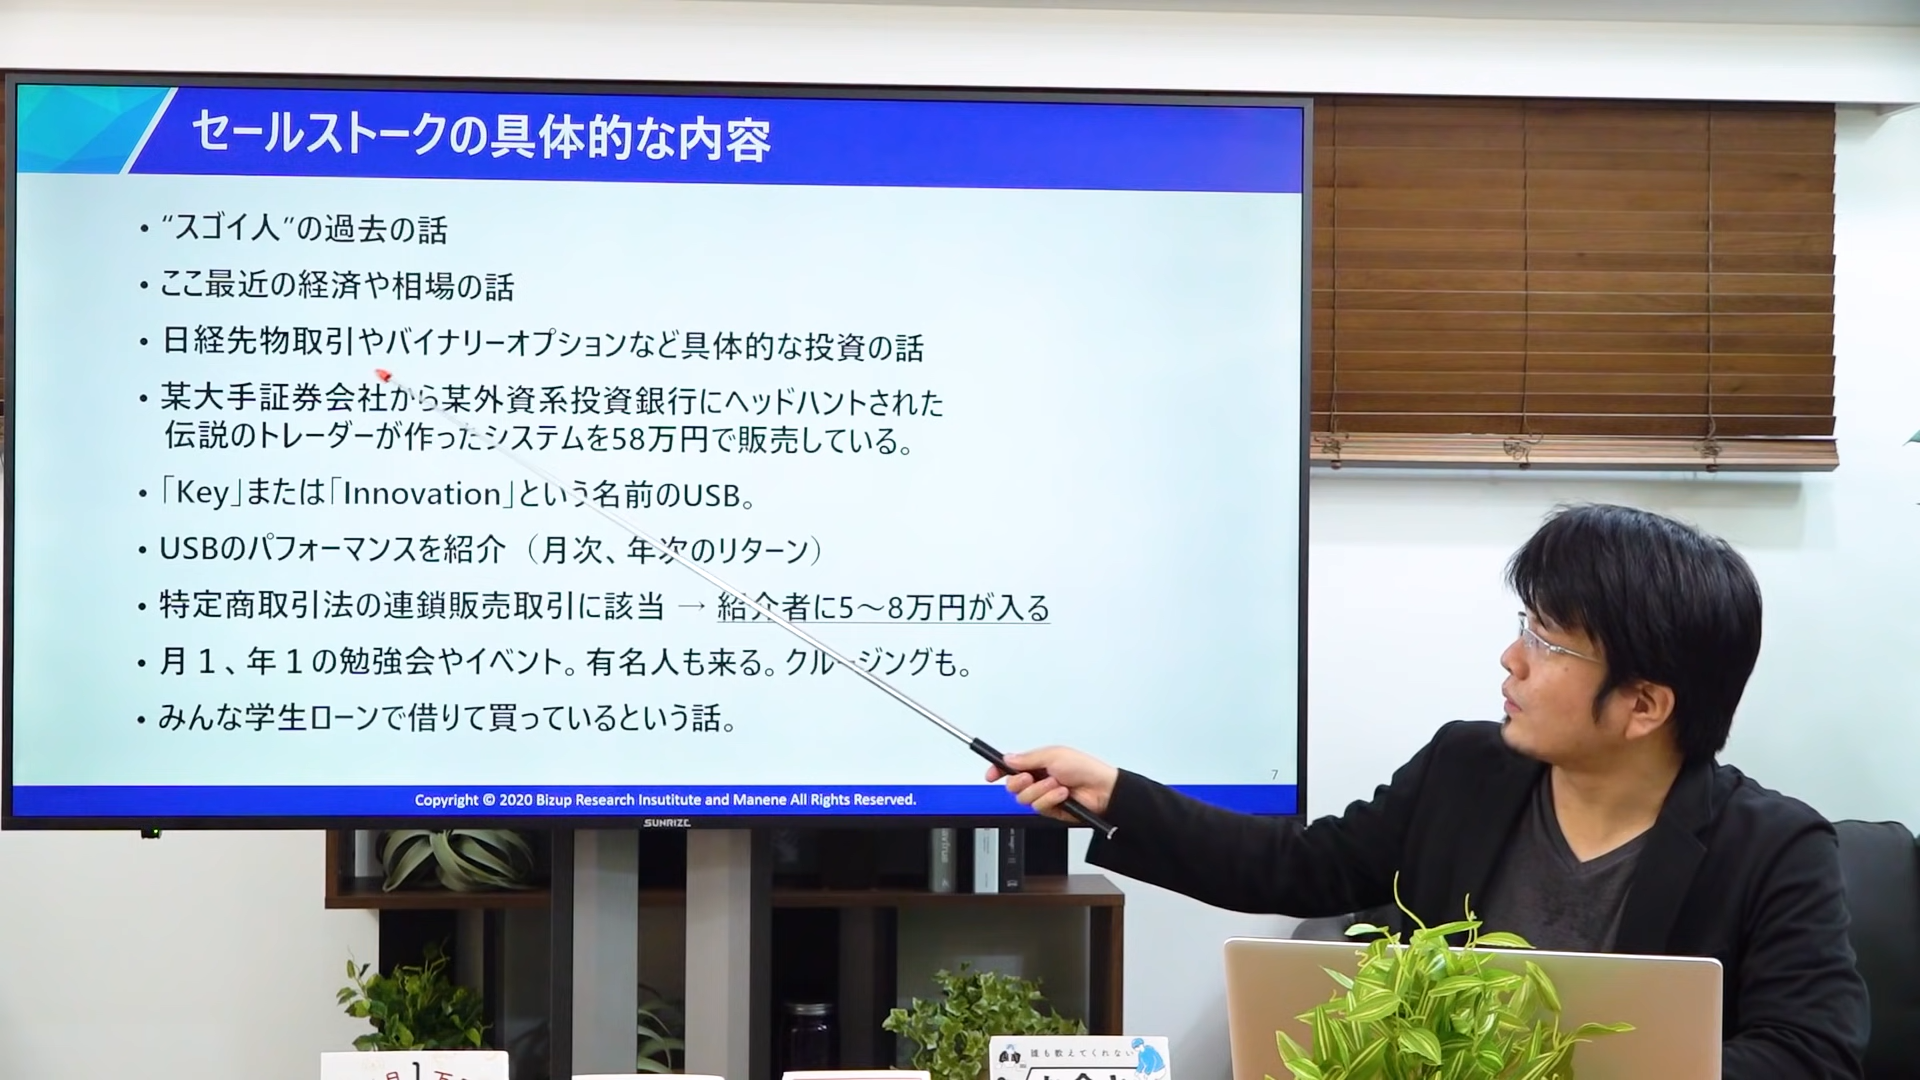 セールストークの具体的な内容
• “スゴイ人”の過去の話
• ここ最近の経済や相場の話
• 日経先物取引やバイナリーオプションなど具体的な投資の話
• 某大手証券会社から某外資系投資銀行にヘッドハントされた
伝説のトレーダーが作ったシステムを58万円で販売している。
• 「Key」または「Innovation」という名前のUSB。
• USBのパフォーマンスを紹介（月次、年次のリターン）
• 特定商取引法の連鎖販売取引に該当 → 紹介者に5～8万円が入る
• 月１、年１の勉強会やイベント。有名人も来る。クルージングも。
• みんな学生ローンで借りて買っているという話。
7
Copyright © 2020 Bizup Research Insutitute and Manene All Rights Reserved.
SUNRIZE
誰も教えてくれない